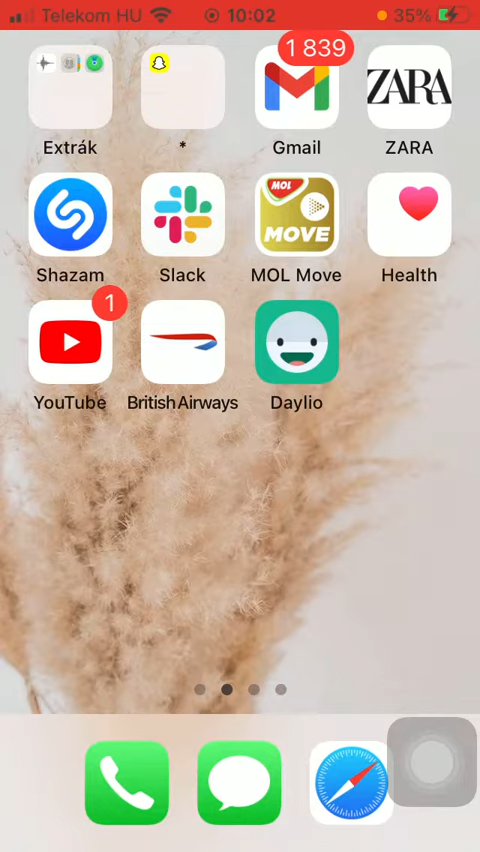 Telekom HU 10:02 35%
1 839
ZARA
Extrák * Gmail ZARA
MOL
MOVE
Shazam Slack MOL Move Health
1
YouTube British Airways Daylio